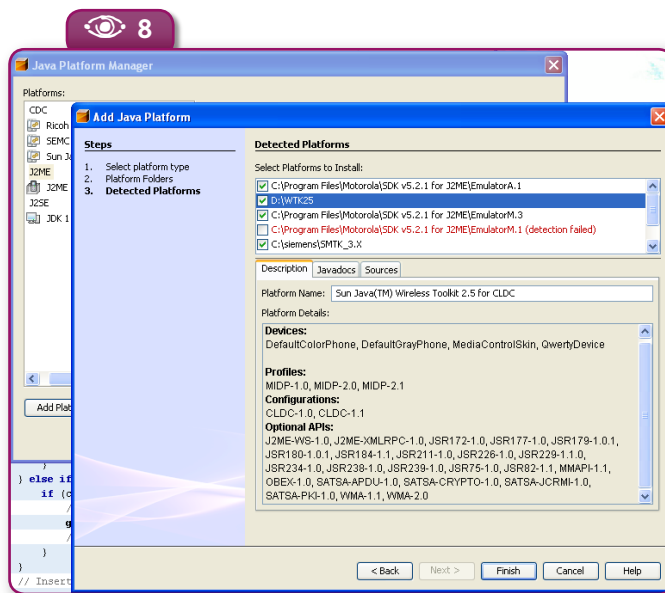 8
Java Platform Manager
Platforms:
CDC
Ricoh
SEMC
Sun Ja
J2ME
J2ME
J2SE
JDK 1
Add Plat
Add Java Platform
Steps
1. Select platform type
2. Platform Folders
3. Detected Platforms
Detected Platforms
Select Platforms to Install:
C:\Program Files\Motorola\SDK v5.2.1 for J2ME\EmulatorA.1
D:\WTK25
C:\Program Files\Motorola\SDK v5.2.1 for J2ME\EmulatorM.3
C:\Program Files\Motorola\SDK v5.2.1 for J2ME\EmulatorM.1 (detection failed)
C:\siemens\SMTK_3.X
Description Javadocs Sources
Platform Name: Sun Java(TM) Wireless Toolkit 2.5 for CLDC
Platform Details:
Devices:
DefaultColorPhone, DefaultGrayPhone, MediaControlSkin, QwertyDevice
Profiles:
MIDP-1.0, MIDP-2.0, MIDP-2.1
Configurations:
CLDC-1.0, CLDC-1.1
Optional APIs:
J2ME-WS-1.0, J2ME-XMLRPC-1.0, JSR172-1.0, JSR177-1.0, JSR179-1.0.1,
JSR180-1.0.1, JSR184-1.1, JSR211-1.0, JSR226-1.0, JSR229-1.1.0,
JSR234-1.0, JSR238-1.0, JSR239-1.0, JSR75-1.0, JSR82-1.1, MMAPI-1.1,
OBEX-1.0, SATSA-APDU-1.0, SATSA-CRYPTO-1.0, SATSA-JCRMI-1.0,
SATSA-PKI-1.0, WMA-1.1, WMA-2.0
< Back Next > Finish Cancel Help
}
} else if
if (c
//
g
//
}
}
// Insert